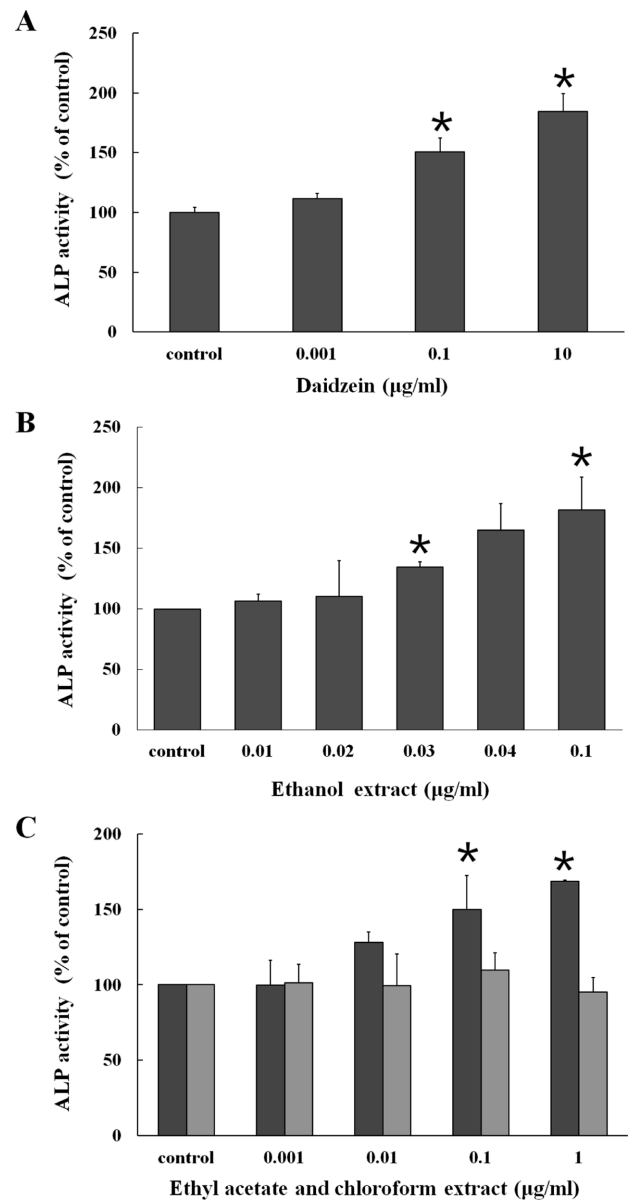 A
ALP activity (% of control)
250
200
150
100
50
0
*
*
control 0.001 0.1 10
Daidzein (µg/ml)
B
ALP activity (% of control)
250
200
150
100
50
0
*
*
control 0.01 0.02 0.03 0.04 0.1
Ethanol extract (µg/ml)
C
ALP activity (% of control)
200
150
100
50
0
*
*
control 0.001 0.01 0.1 1
Ethyl acetate and chloroform extract (µg/ml)